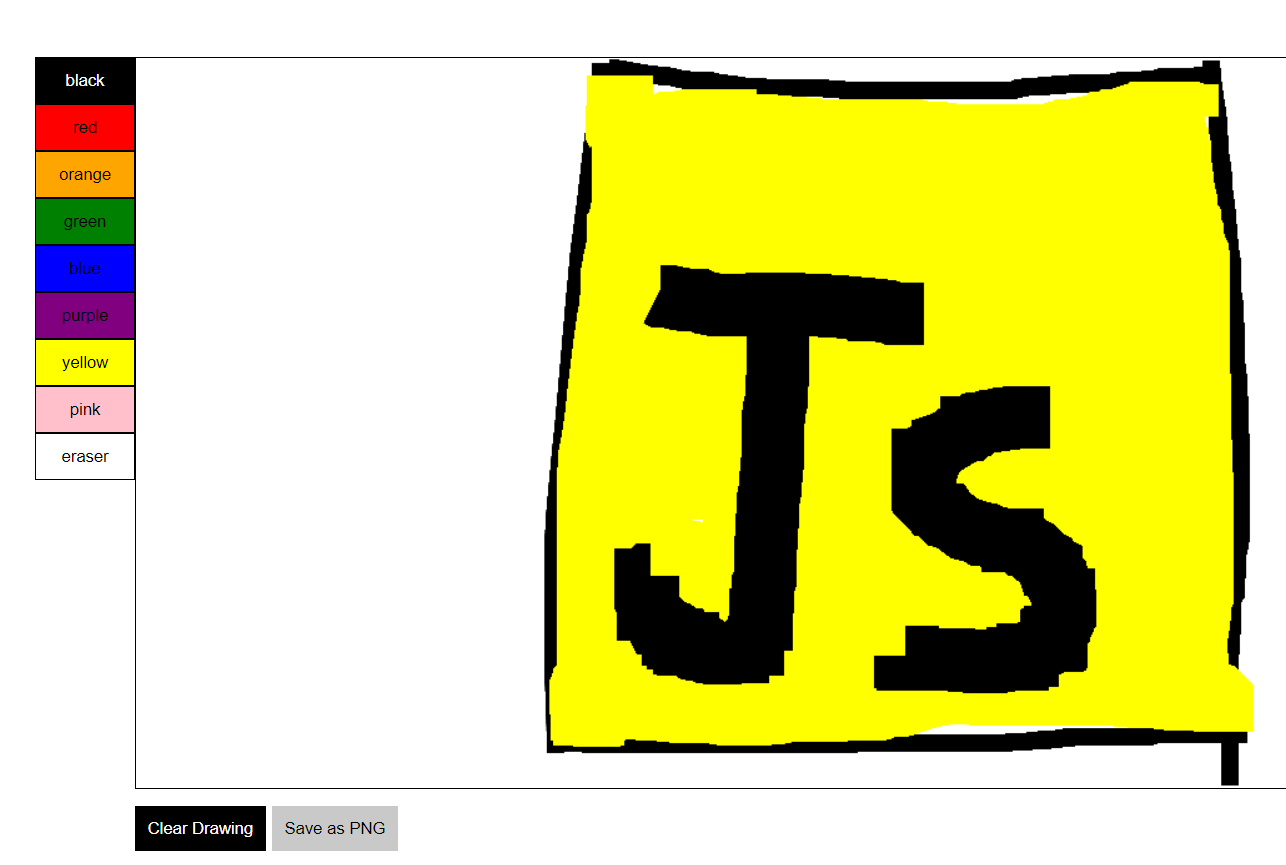 black
red
orange
green
blue
purple
yellow
pink
eraser
JS
Clear Drawing
Save as PNG